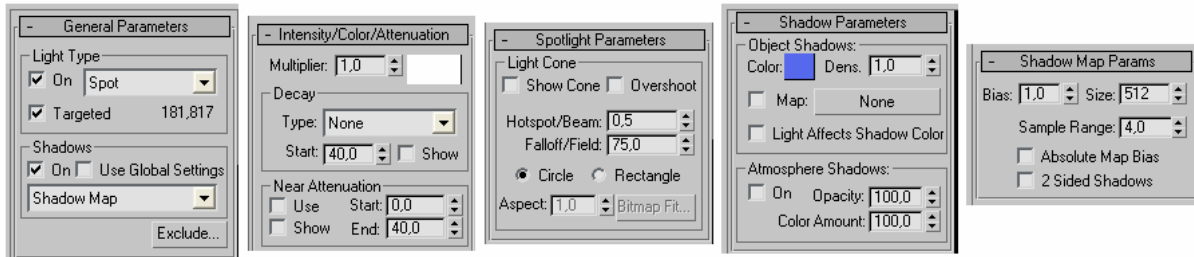 - General Parameters
Light Type
On Spot
Targeted 181,817
Shadows
On Use Global Settings
Shadow Map
Exclude...
- Intensity/Color/Attenuation
Multiplier: 1,0
Decay
Type: None
Start: 40,0 Show
Near Attenuation
Use Start: 0,0
Show End: 40,0
- Spotlight Parameters
Light Cone
Show Cone Overshoot
Hotspot/Beam: 0,5
Falloff/Field: 75,0
Circle Rectangle
Aspect: 1,0 Bitmap Fit...
- Shadow Parameters
Object Shadows:
Color: Dens. 1,0
Map: None
Light Affects Shadow Color
Atmosphere Shadows:
On Opacity: 100,0
Color Amount: 100,0
- Shadow Map Params
Bias: 1,0 Size: 512
Sample Range: 4,0
Absolute Map Bias
2 Sided Shadows